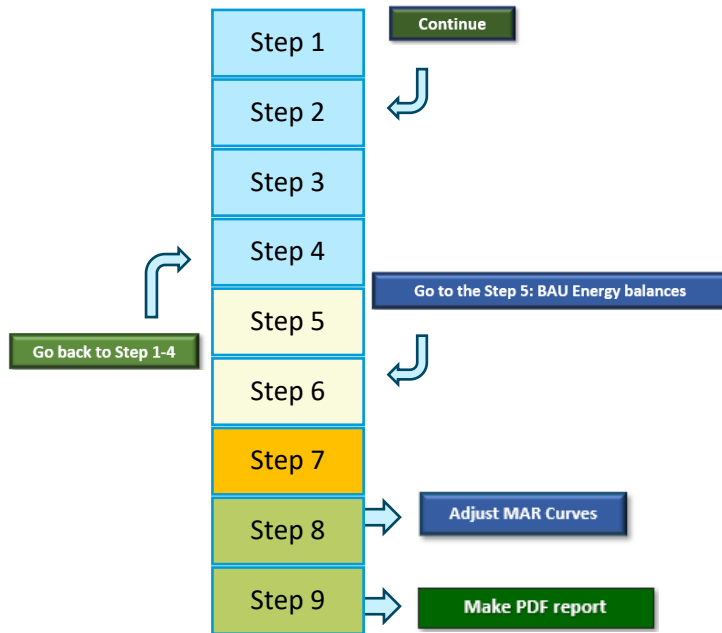 Step 1
Continue
Step 2
Step 3
Step 4
Go to the Step 5: BAU Energy balances
Step 5
Go back to Step 1-4
Step 6
Step 7
Step 8
Adjust MAR Curves
Step 9
Make PDF report